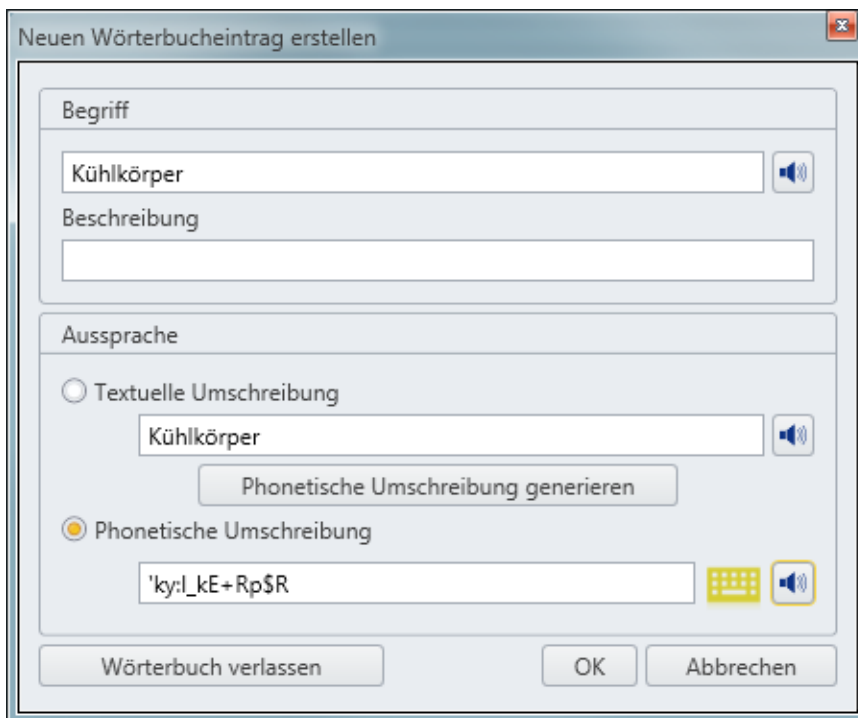 Neuen Wörterbucheintrag erstellen
Begriff
Kühlkörper
Beschreibung
Aussprache
Textuelle Umschreibung
Kühlkörper
Phonetische Umschreibung generieren
Phonetische Umschreibung
'ky:l_kE+Rp$R
Wörterbuch verlassen OK Abbrechen